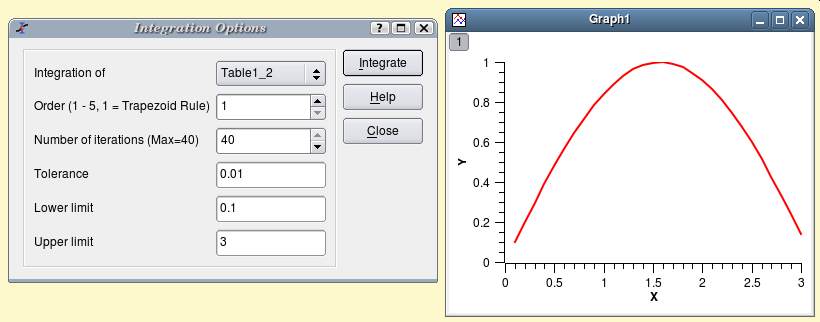 Integration Options
?
Integration of
Table1_2
Order (1 - 5, 1 = Trapezoid Rule)
1
Number of iterations (Max=40)
40
Tolerance
0.01
Lower limit
0.1
Upper limit
3
Integrate
Help
Close
Graph1
1
1
0.8
0.6
0.4
0.2
0
Y
0 0.5 1 1.5 2 2.5 3
X